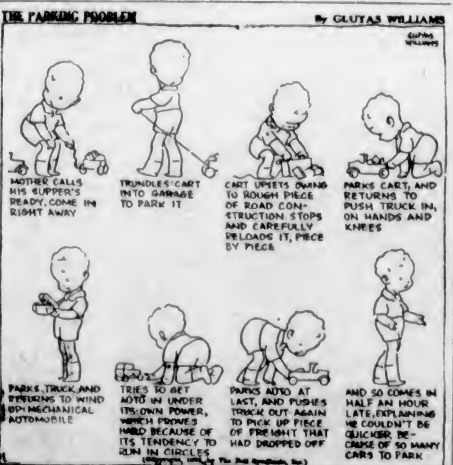 THE PARKING PROBLEM
By GLUYAS WILLIAMS
GLUYAS
WILLIAMS
MOTHER CALLS
HIS SUPPER'S
READY, COME IN
RIGHT AWAY
TRUNDLES CART
INTO GARAGE
TO PARK IT
CART UPSETS OWING
TO ROUGH PIECE
OF ROAD CON-
STRUCTION STOPS
AND CAREFULLY
RELOADS IT, PIECE
BY PIECE
PARKS CART, AND
RETURNS TO
PUSH TRUCK IN,
ON HANDS AND
KNEES
PARKS TRUCK, AND
RETURNS TO WIND
UP MECHANICAL
AUTOMOBILE
TRIES TO GET
AUTO IN UNDER
ITS OWN POWER,
WHICH PROVES
HARD BECAUSE OF
ITS TENDENCY TO
RUN IN CIRCLES
PARKS AUTO AT
LAST, AND PUSHES
TRUCK OUT AGAIN
TO PICK UP PIECE
OF FREIGHT THAT
HAD DROPPED OFF
AND SO COMES IN
HALF AN HOUR
LATE, EXPLAINING
HE COULDN'T BE
QUICKER BE-
CAUSE OF SO MANY
CARS TO PARK
by The Bell Syndicate, Inc.)